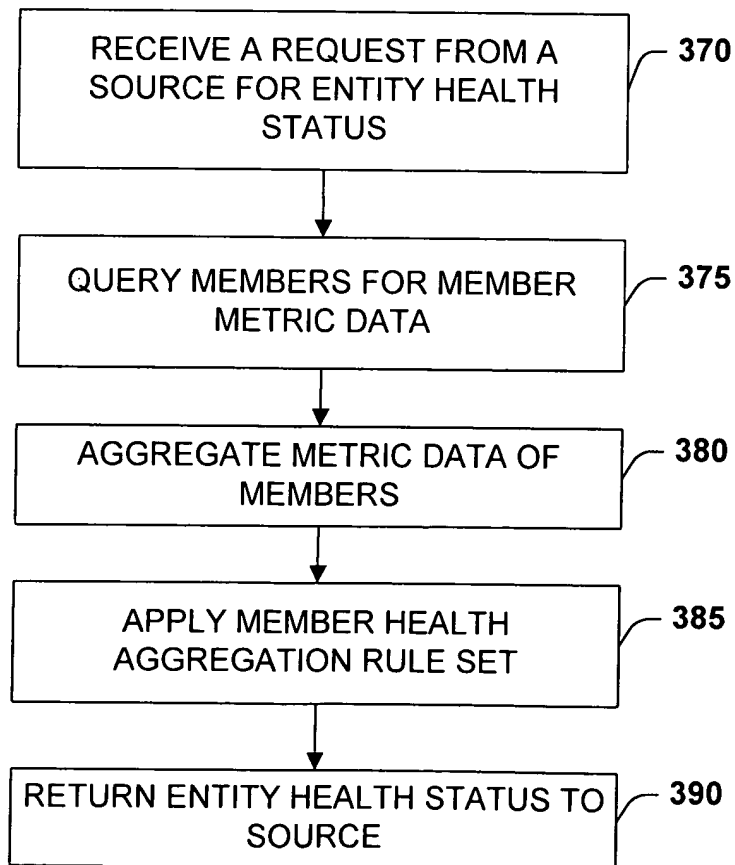 RECEIVE A REQUEST FROM A
SOURCE FOR ENTITY HEALTH
STATUS
370
QUERY MEMBERS FOR MEMBER
METRIC DATA
375
AGGREGATE METRIC DATA OF
MEMBERS
380
APPLY MEMBER HEALTH
AGGREGATION RULE SET
385
RETURN ENTITY HEALTH STATUS TO
SOURCE
390